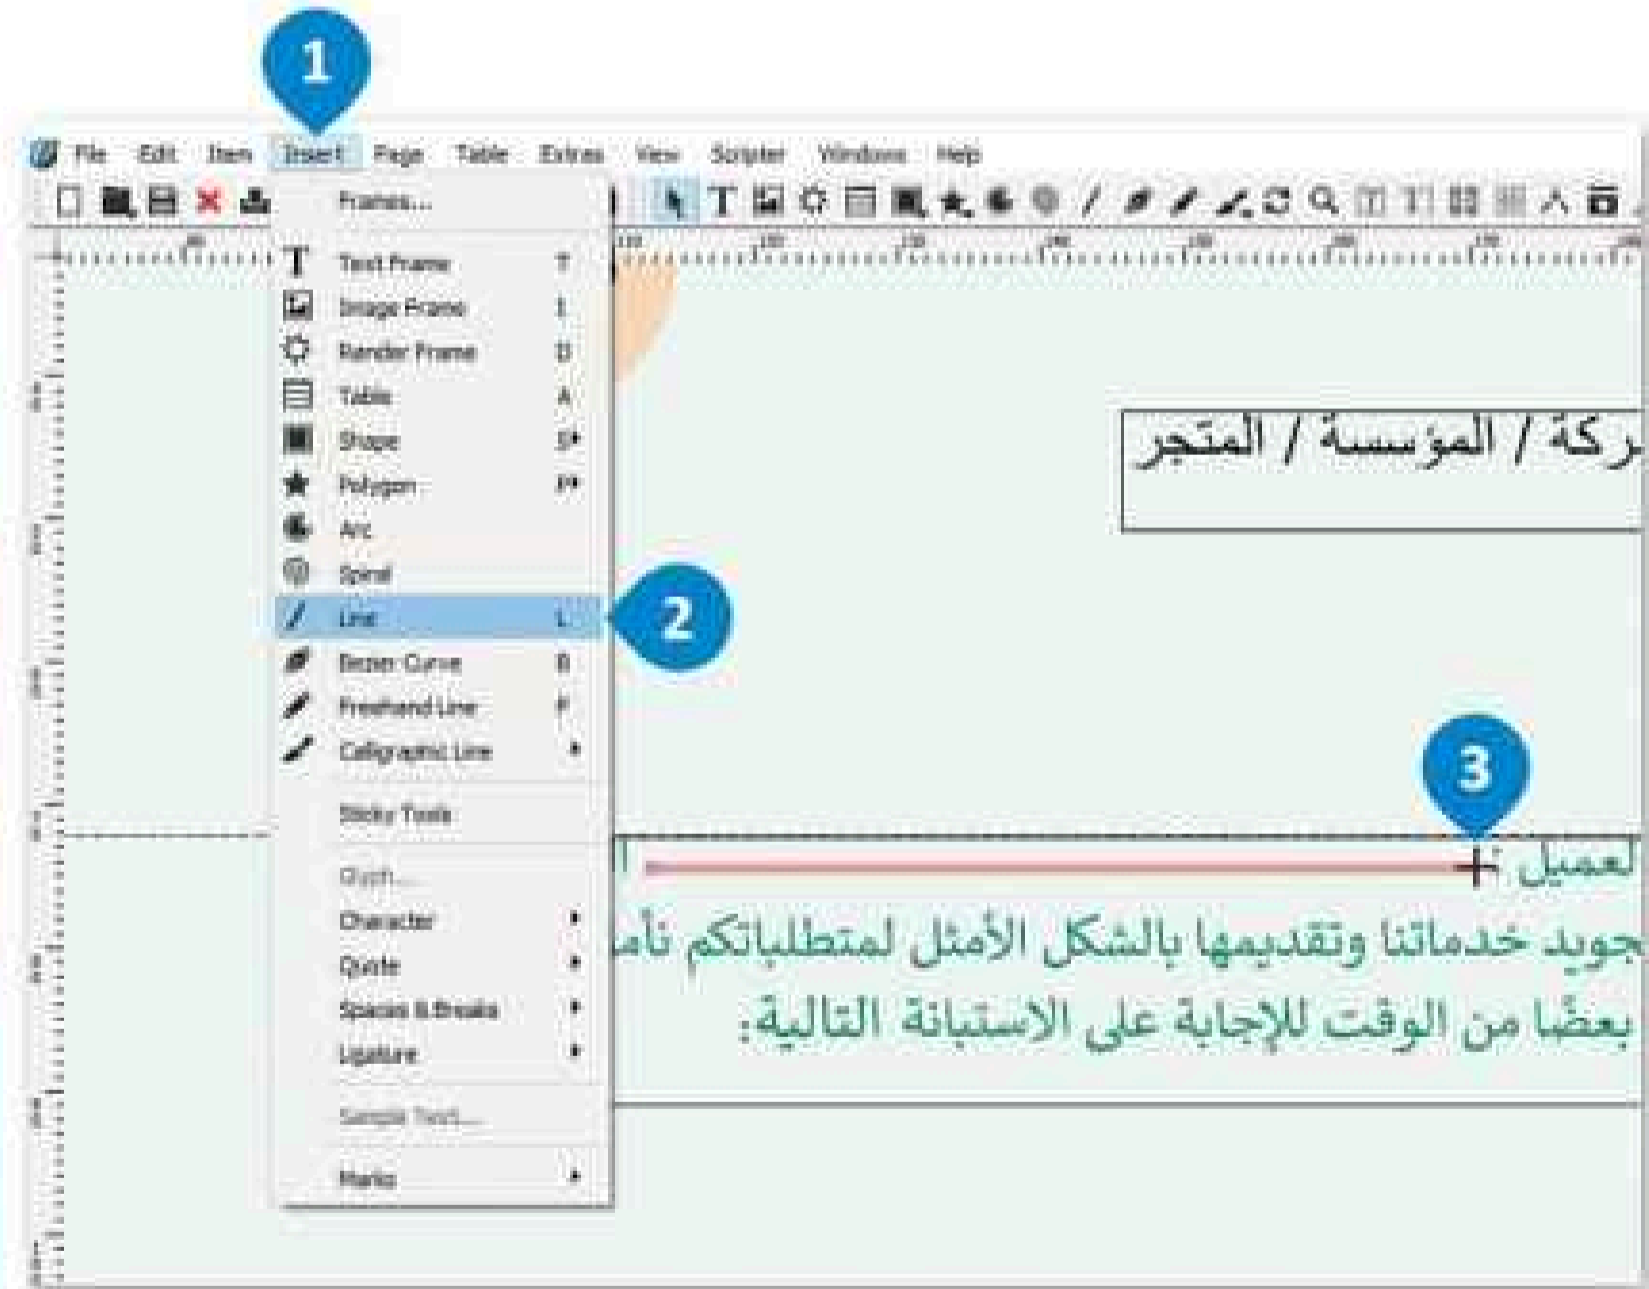 1
File Edit Item Insert Page Table Extras View Scripter Windows Help
Frames...
Text Frame T
Image Frame I
Render Frame D
Table A
Shape S
Polygon P
Arc
Spiral
Line L
2
Bezier Curve B
Freehand Line F
Calligraphic Line
Sticky Tools
Glyph...
Character
Quote
Spaces & Breaks
Ligature
Sample Text...
Marks
ركة / المؤسسة / المتجر
3
لعميل :
جويد خدماتنا وتقديمها بالشكل الأمثل لمتطلباتكم نأم
بعضًا من الوقت للإجابة على الاستبانة التالية: